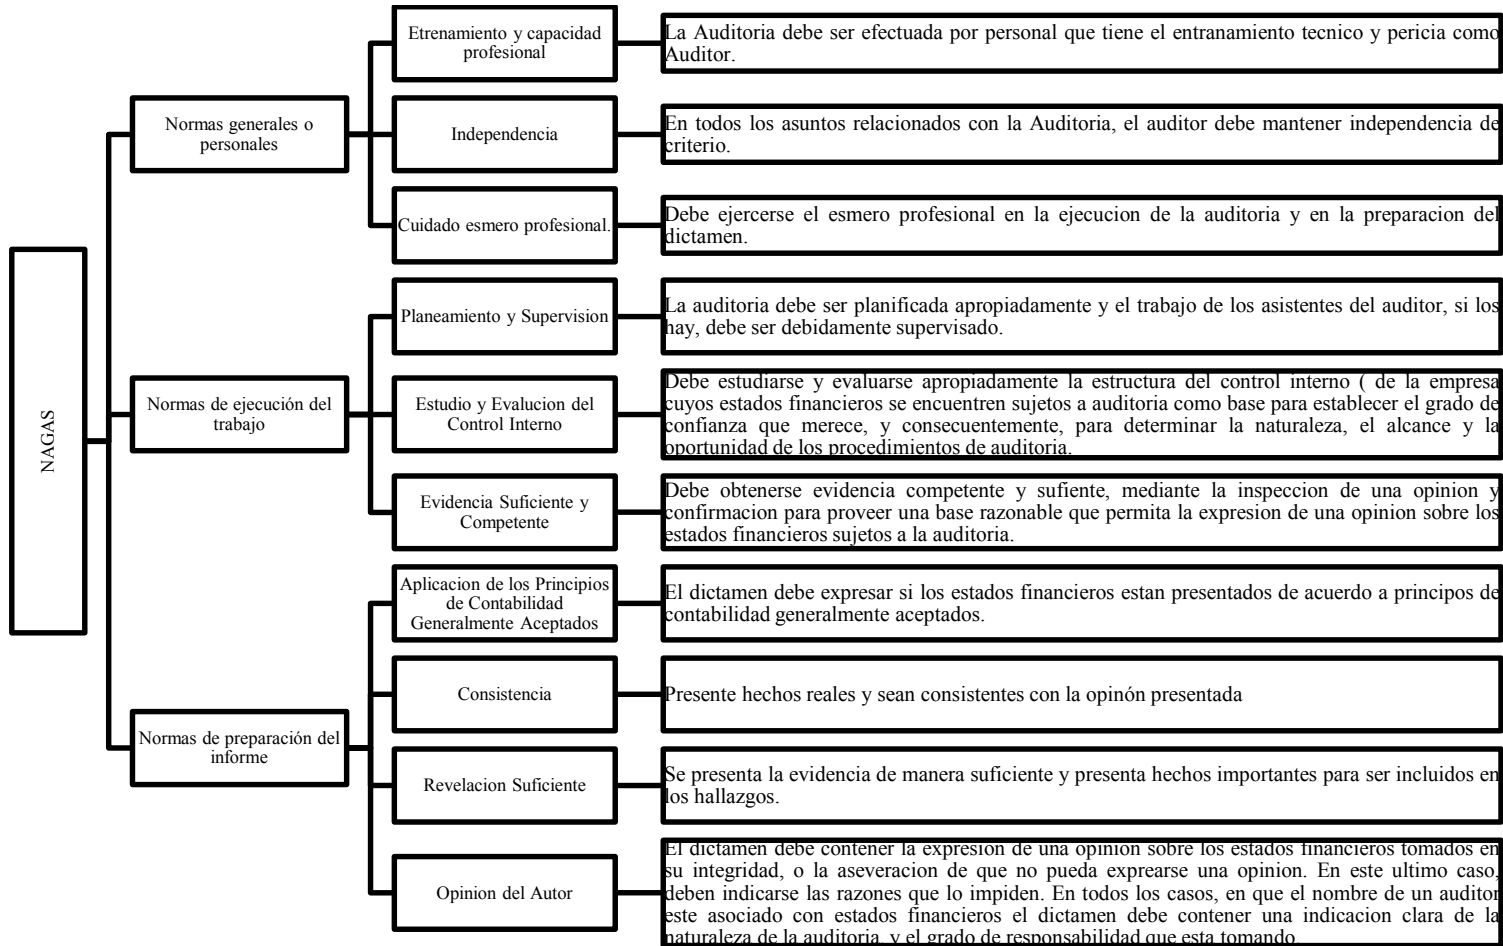 NAGAS
Normas generales o
personales
Etrenamiento y capacidad
profesional
La Auditoria debe ser efectuada por personal que tiene el entranamiento tecnico y pericia como
Auditor.
Independencia
En todos los asuntos relacionados con la Auditoria, el auditor debe mantener independencia de
criterio.
Cuidado esmero profesional.
Debe ejercerse el esmero profesional en la ejecucion de la auditoria y en la preparacion del
dictamen.
Normas de ejecución del
trabajo
Planeamiento y Supervision
La auditoria debe ser planificada apropiadamente y el trabajo de los asistentes del auditor, si los
hay, debe ser debidamente supervisado.
Estudio y Evalucion del
Control Interno
Debe estudiarse y evaluarse apropiadamente la estructura del control interno ( de la empresa
cuyos estados financieros se encuentren sujetos a auditoria como base para establecer el grado de
confianza que merece, y consecuentemente, para determinar la naturaleza, el alcance y la
oportunidad de los procedimientos de auditoria.
Evidencia Suficiente y
Competente
Debe obtenerse evidencia competente y sufiente, mediante la inspeccion de una opinion y
confirmacion para proveer una base razonable que permita la expresion de una opinion sobre los
estados financieros sujetos a la auditoria.
Normas de preparación del
informe
Aplicacion de los Principios
de Contabilidad
Generalmente Aceptados
El dictamen debe expresar si los estados financieros estan presentados de acuerdo a principos de
contabilidad generalmente aceptados.
Consistencia
Presente hechos reales y sean consistentes con la opinón presentada
Revelacion Suficiente
Se presenta la evidencia de manera suficiente y presenta hechos importantes para ser incluidos en
los hallazgos.
Opinion del Autor
El dictamen debe contener la expresion de una opinion sobre los estados financieros tomados en
su integridad, o la aseveracion de que no pueda exprearse una opinion. En este ultimo caso,
deben indicarse las razones que lo impiden. En todos los casos, en que el nombre de un auditor
este asociado con estados financieros el dictamen debe contener una indicacion clara de la
naturaleza de la auditoria, y el grado de responsabilidad que esta tomando